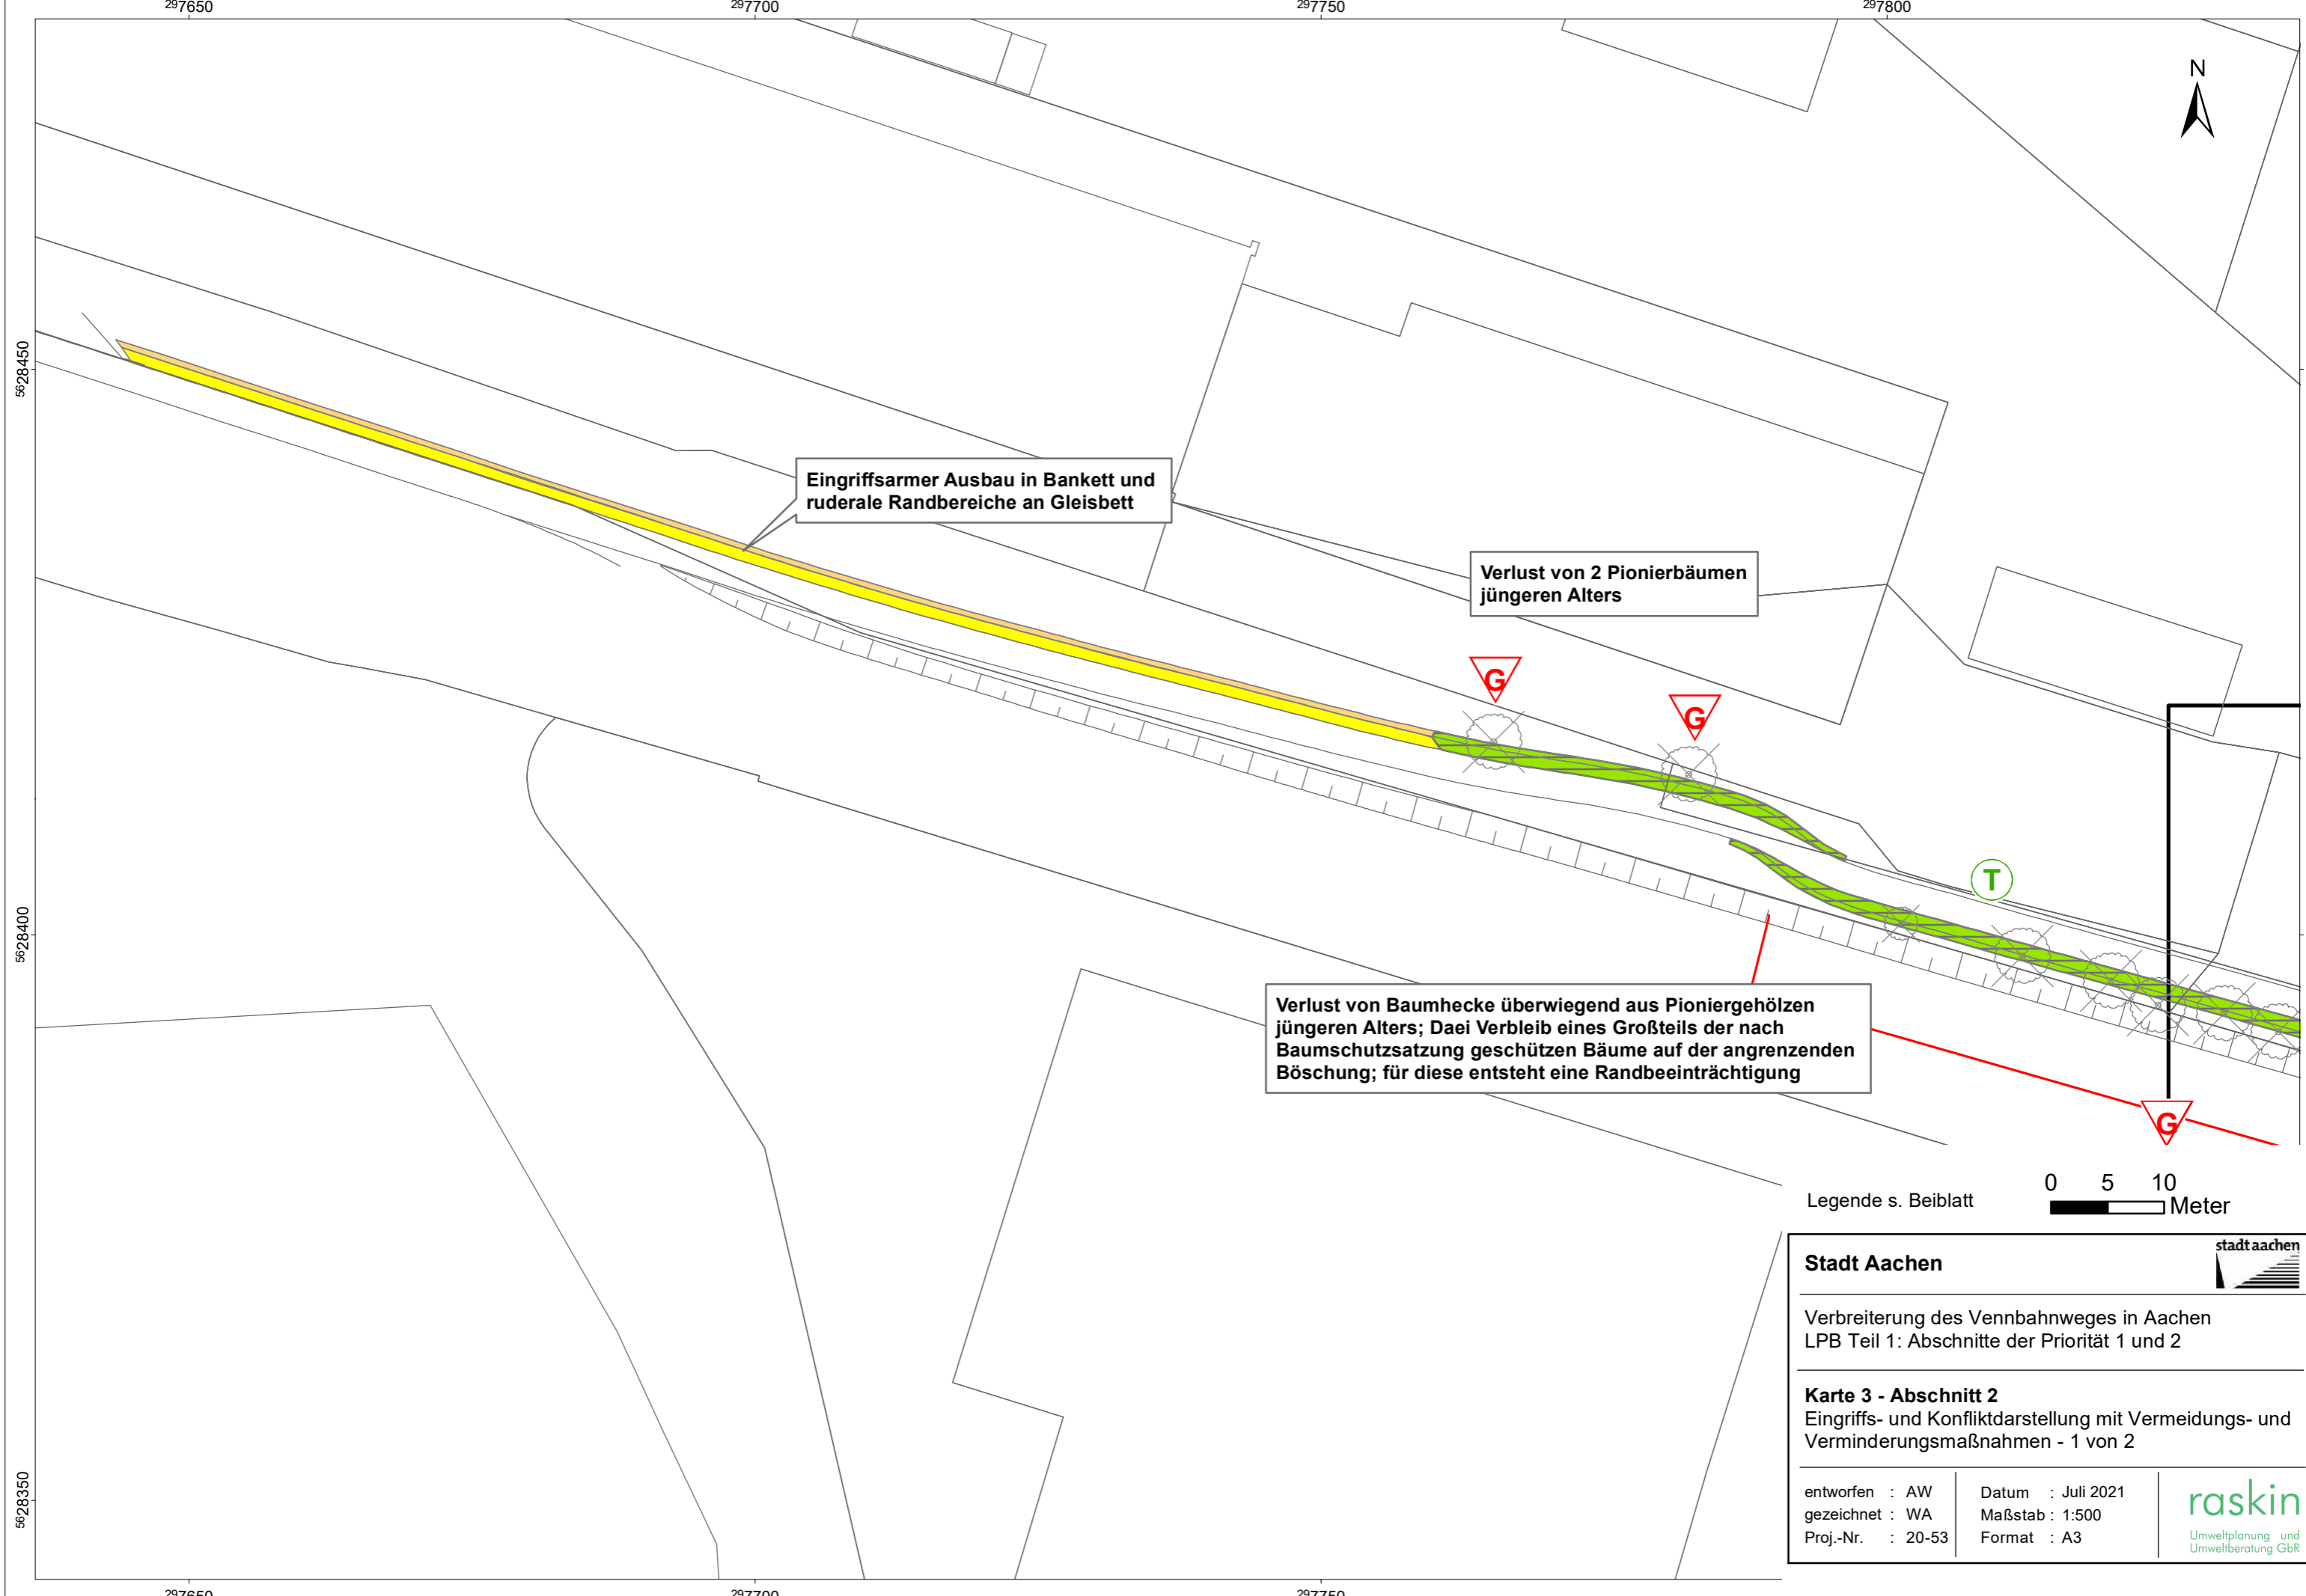 297650
297700
297750
297800
N
5628450
Eingriffsarmer Ausbau in Bankett und
ruderale Randbereiche an Gleisbett
Verlust von 2 Pionierbäumen
jüngeren Alters
G
G
T
5628400
Verlust von Baumhecke überwiegend aus Pioniergehölzen
jüngeren Alters; Daei Verbleib eines Großteils der nach
Baumschutzsatzung geschützen Bäume auf der angrenzenden
Böschung; für diese entsteht eine Randbeeinträchtigung
G
Legende s. Beiblatt
0 5 10
Meter
Stadt Aachen
stadt aachen
Verbreiterung des Vennbahnweges in Aachen
LPB Teil 1: Abschnitte der Priorität 1 und 2
Karte 3 - Abschnitt 2
Eingriffs- und Konfliktdarstellung mit Vermeidungs- und
Verminderungsmaßnahmen - 1 von 2
entworfen : AW
gezeichnet : WA
Proj.-Nr. : 20-53
Datum : Juli 2021
Maßstab : 1:500
Format : A3
raskin
Umweltplanung und
Umweltberatung GbR
5628350
297650
297700
297750